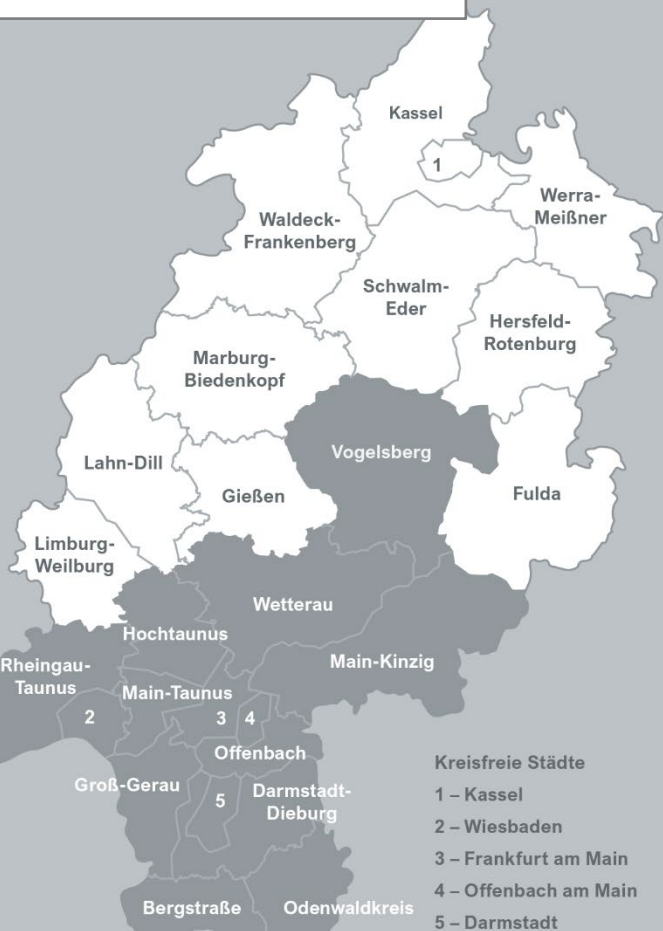 Kassel
1
Werra-
Meißner
Waldeck-
Frankenberg
Schwalm-
Eder
Hersfeld-
Rotenburg
Marburg-
Biedenkopf
Vogelsberg
Lahn-Dill
Gießen
Fulda
Limburg-
Weilburg
Wetterau
Hochtaunus
Main-Kinzig
Rheingau-
Taunus
Main-Taunus
2
3
4
Offenbach
Groß-Gerau
5
Darmstadt-
Dieburg
Bergstraße
Odenwaldkreis
Kreisfreie Städte
1 – Kassel
2 – Wiesbaden
3 – Frankfurt am Main
4 – Offenbach am Main
5 – Darmstadt